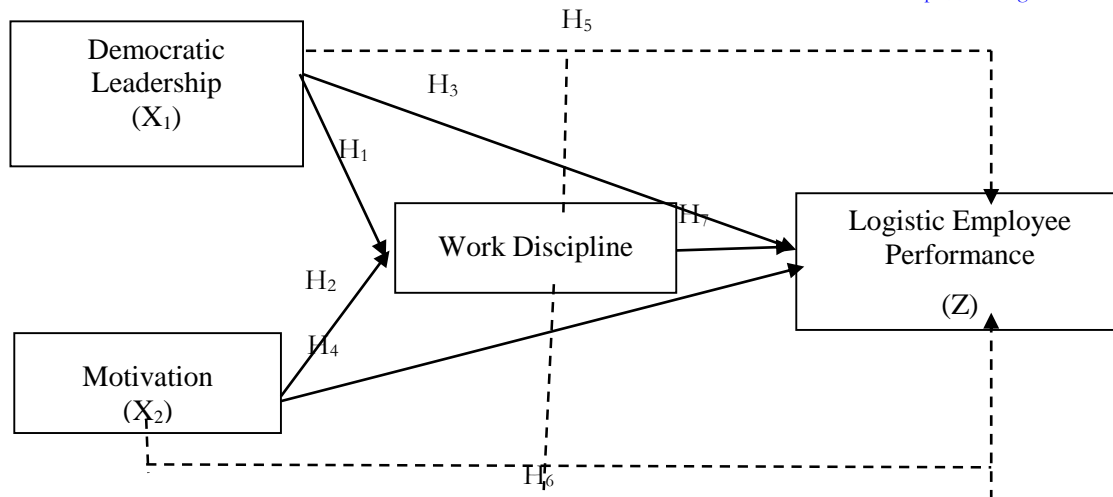 H₅
Democratic
Leadership
(X₁)
H₃
H₁
H₇
Work Discipline
Logistic Employee
Performance
(Z)
H₂
H₄
Motivation
(X₂)
H₆